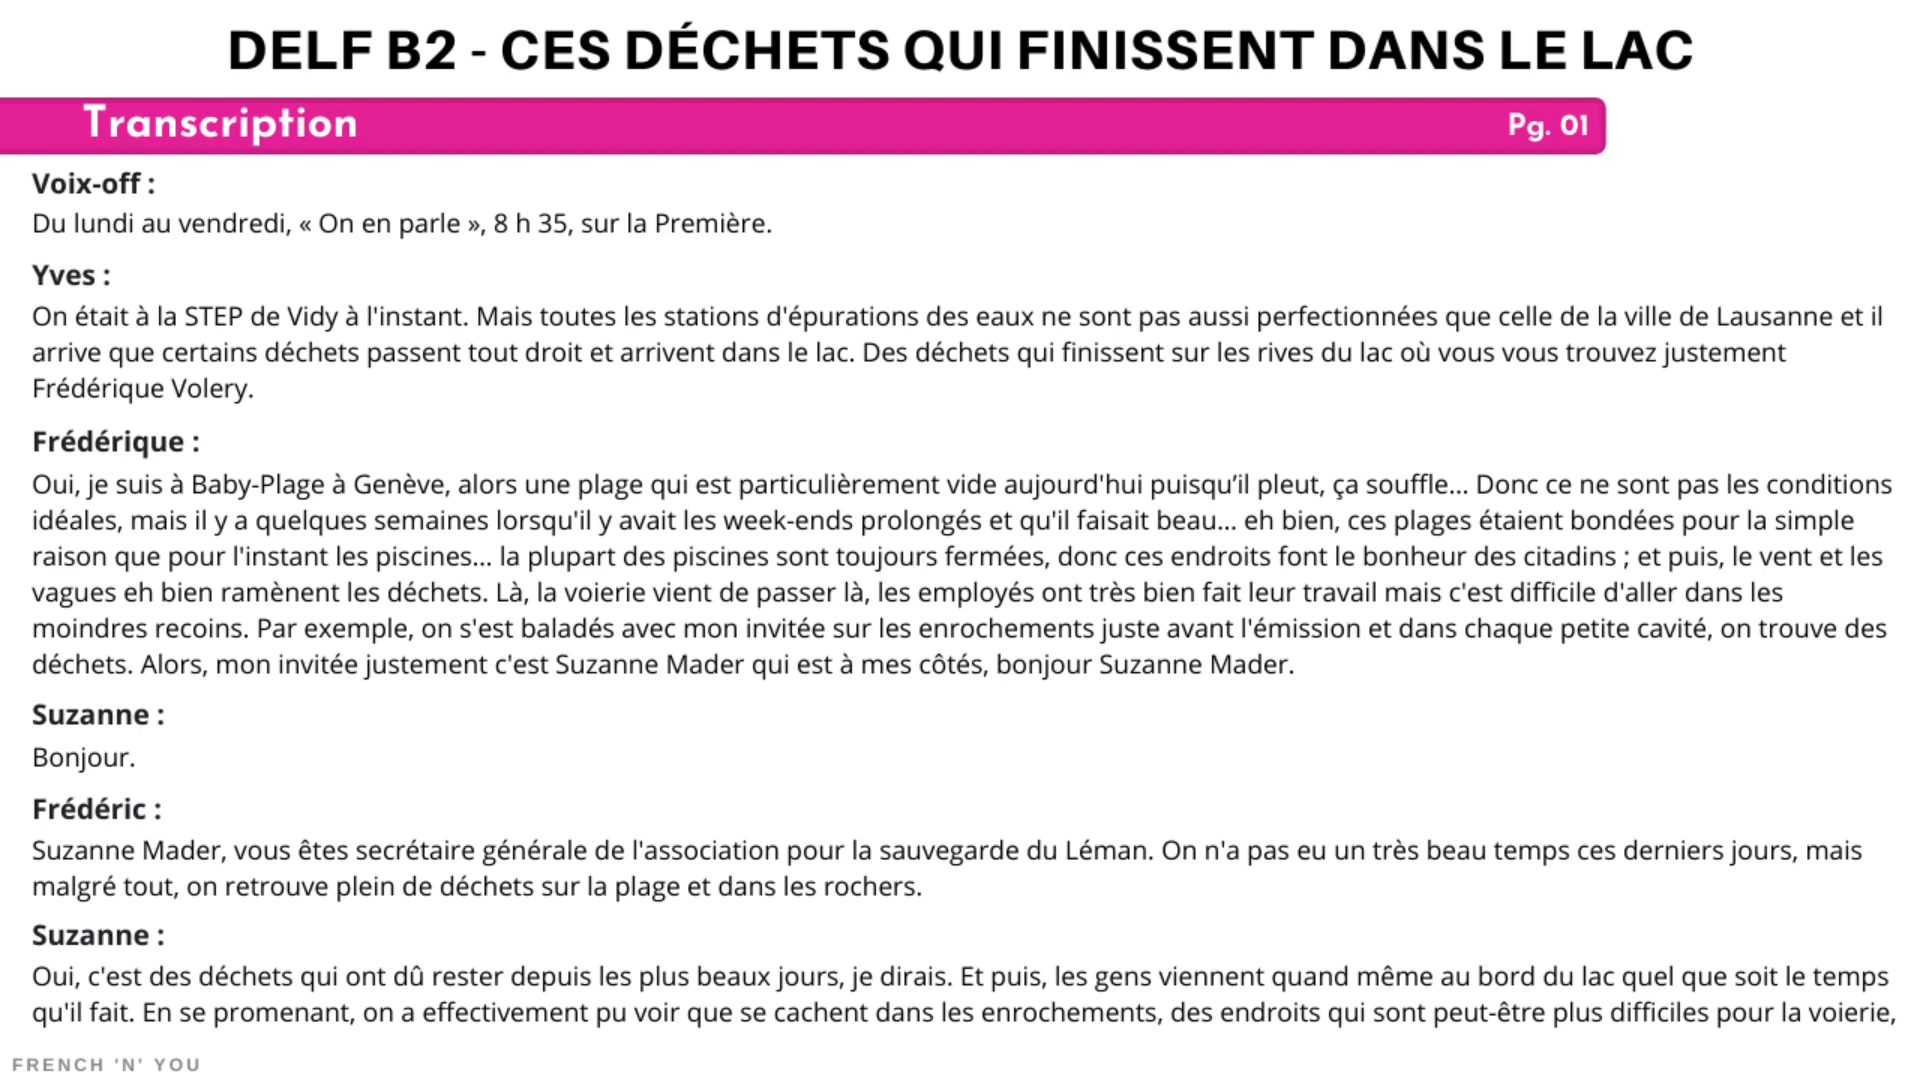 DELF B2 - CES DÉCHETS QUI FINISSENT DANS LE LAC
Transcription Pg. 01
Voix-off :
Du lundi au vendredi, « On en parle », 8 h 35, sur la Première.
Yves :
On était à la STEP de Vidy à l'instant. Mais toutes les stations d'épurations des eaux ne sont pas aussi perfectionnées que celle de la ville de Lausanne et il
arrive que certains déchets passent tout droit et arrivent dans le lac. Des déchets qui finissent sur les rives du lac où vous vous trouvez justement
Frédérique Volery.
Frédérique :
Oui, je suis à Baby-Plage à Genève, alors une plage qui est particulièrement vide aujourd'hui puisqu’il pleut, ça souffle... Donc ce ne sont pas les conditions
idéales, mais il y a quelques semaines lorsqu'il y avait les week-ends prolongés et qu'il faisait beau... eh bien, ces plages étaient bondées pour la simple
raison que pour l'instant les piscines... la plupart des piscines sont toujours fermées, donc ces endroits font le bonheur des citadins ; et puis, le vent et les
vagues eh bien ramènent les déchets. Là, la voierie vient de passer là, les employés ont très bien fait leur travail mais c'est difficile d'aller dans les
moindres recoins. Par exemple, on s'est baladés avec mon invitée sur les enrochements juste avant l'émission et dans chaque petite cavité, on trouve des
déchets. Alors, mon invitée justement c'est Suzanne Mader qui est à mes côtés, bonjour Suzanne Mader.
Suzanne :
Bonjour.
Frédéric :
Suzanne Mader, vous êtes secrétaire générale de l'association pour la sauvegarde du Léman. On n'a pas eu un très beau temps ces derniers jours, mais
malgré tout, on retrouve plein de déchets sur la plage et dans les rochers.
Suzanne :
Oui, c'est des déchets qui ont dû rester depuis les plus beaux jours, je dirais. Et puis, les gens viennent quand même au bord du lac quel que soit le temps
qu'il fait. En se promenant, on a effectivement pu voir que se cachent dans les enrochements, des endroits qui sont peut-être plus difficiles pour la voierie,
FRENCH 'N' YOU